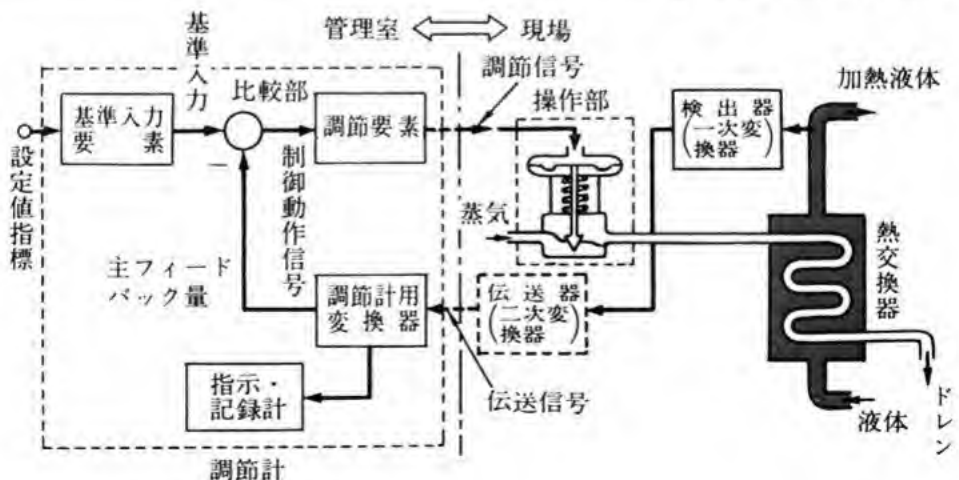 管理室
現場
基準入力
調節信号
操作部
加熱液体
比較部
基準入力
要素
調節要素
検出器
(一次変
換器)
設定値指標
−
制御動作信号
蒸気
熱交換器
主フィード
バック量
調節計用
変換器
伝送器
(二次変
換器)
指示・
記録計
伝送信号
液体
ドレン
調節計